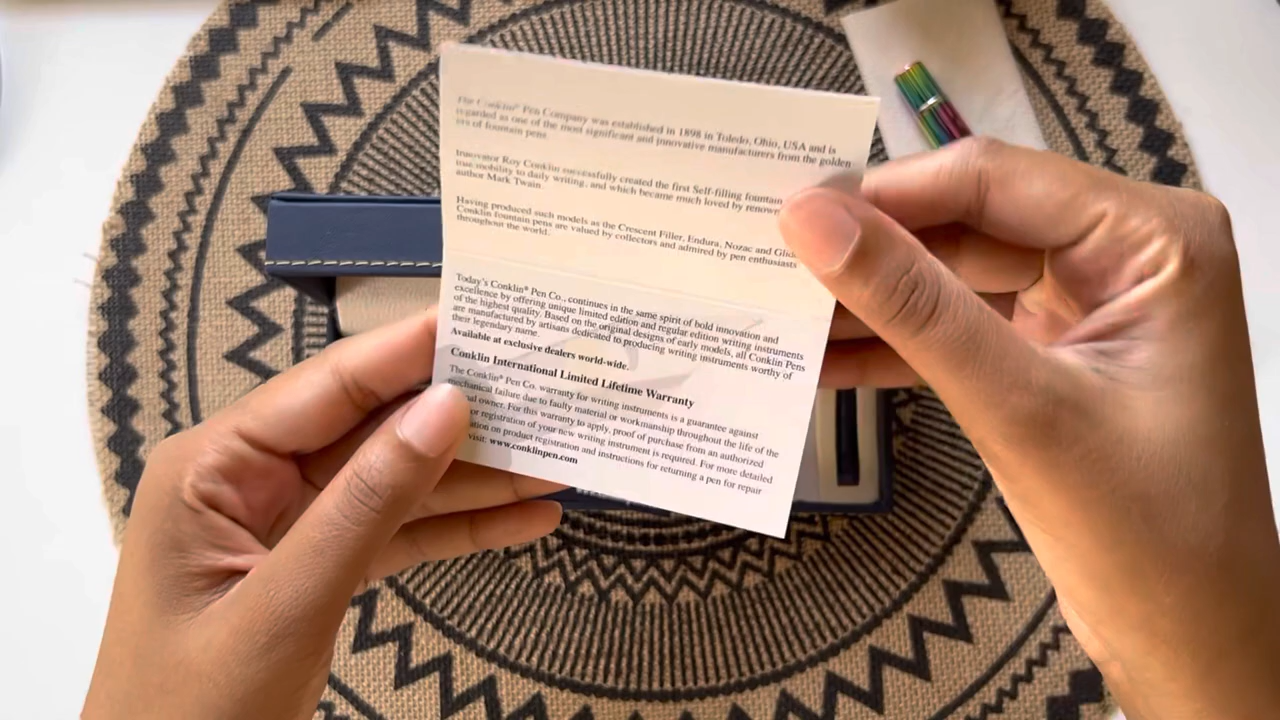 The Conklin® Pen Company was established in 1898 in Toledo, Ohio, USA and is
regarded as one of the most significant and innovative manufacturers from the golden
era of fountain pens.
Innovator Roy Conklin successfully created the first Self-filling fountain
true mobility to daily writing, and which became much loved by
author Mark Twain.
Having produced such models as the Crescent Filler, Endura, Nozac and
Conklin fountain pens are valued by collectors and admired by pen enthusiasts
throughout the world.
Today's Conklin® Pen Co., continues in the same spirit of bold innovation and
excellence by offering unique limited edition and regular edition writing instruments
of the highest quality. Based on the original designs of early models, all Conklin Pens
are manufactured by artisans dedicated to producing writing instruments worthy of
their legendary name.
Available at exclusive dealers world-wide.
Conklin International Limited Lifetime Warranty
The Conklin® Pen Co. warranty for writing instruments is a guarantee against
mechanical failure due to faulty material or workmanship throughout the life of the
owner. For this warranty to apply, proof of purchase from an authorized
or registration of your new writing instrument is required. For more detailed
on product registration and instructions for returning a pen for repair
visit: www.conklinpen.com